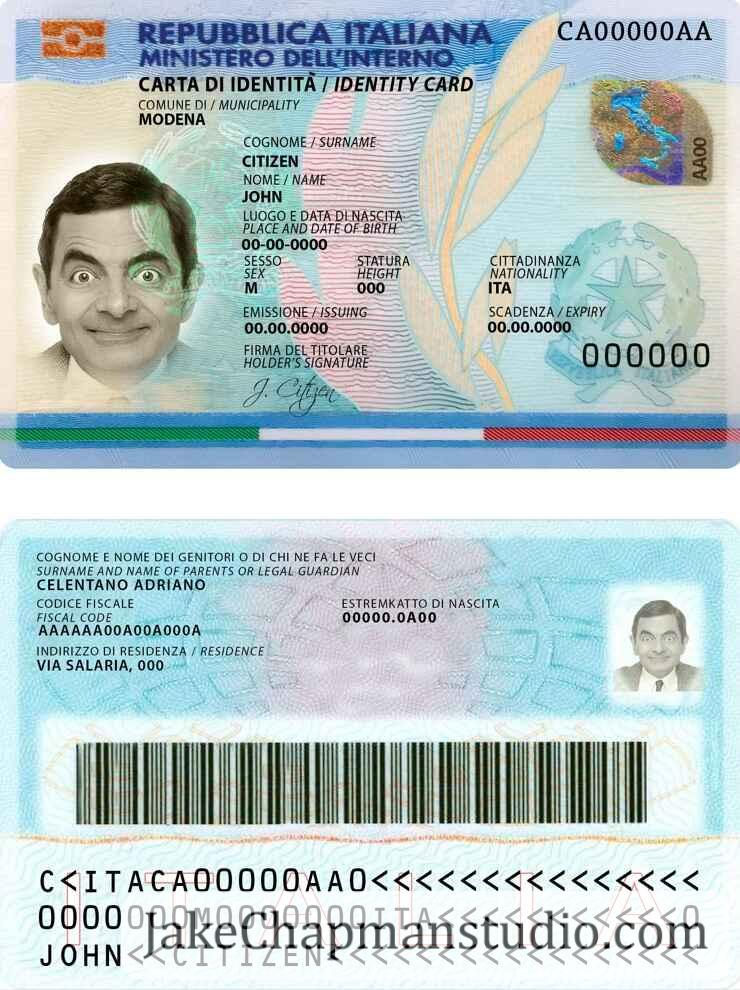 REPUBBLICA ITALIANA
MINISTERO DELL'INTERNO
CA00000AA
CARTA DI IDENTITÀ / IDENTITY CARD
COMUNE DI / MUNICIPALITY
MODENA
COGNOME / SURNAME
CITIZEN
NOME / NAME
JOHN
LUOGO E DATA DI NASCITA
PLACE AND DATE OF BIRTH
00-00-0000
SESSO
SEX
M
STATURA
HEIGHT
000
CITTADINANZA
NATIONALITY
ITA
EMISSIONE / ISSUING
00.00.0000
SCADENZA / EXPIRY
00.00.0000
FIRMA DEL TITOLARE
HOLDER'S SIGNATURE
J. Citizen
000000
AA00
COGNOME E NOME DEI GENITORI O DI CHI NE FA LE VECI
SURNAME AND NAME OF PARENTS OR LEGAL GUARDIAN
CELENTANO ADRIANO
CODICE FISCALE
FISCAL CODE
AAAAAA00A00A000A
ESTREMKATTO DI NASCITA
00000.0A00
INDIRIZZO DI RESIDENZA / RESIDENCE
VIA SALARIA, 000
ITALIA
C<ITACA00000AA0<<<<<<<<<<<<<<<
0000000M0000000ITA<<<<<<<<<<<0
JOHN<<CITIZEN<<<<<<<<<<<<<<<<<
JakeChapmanstudio.com